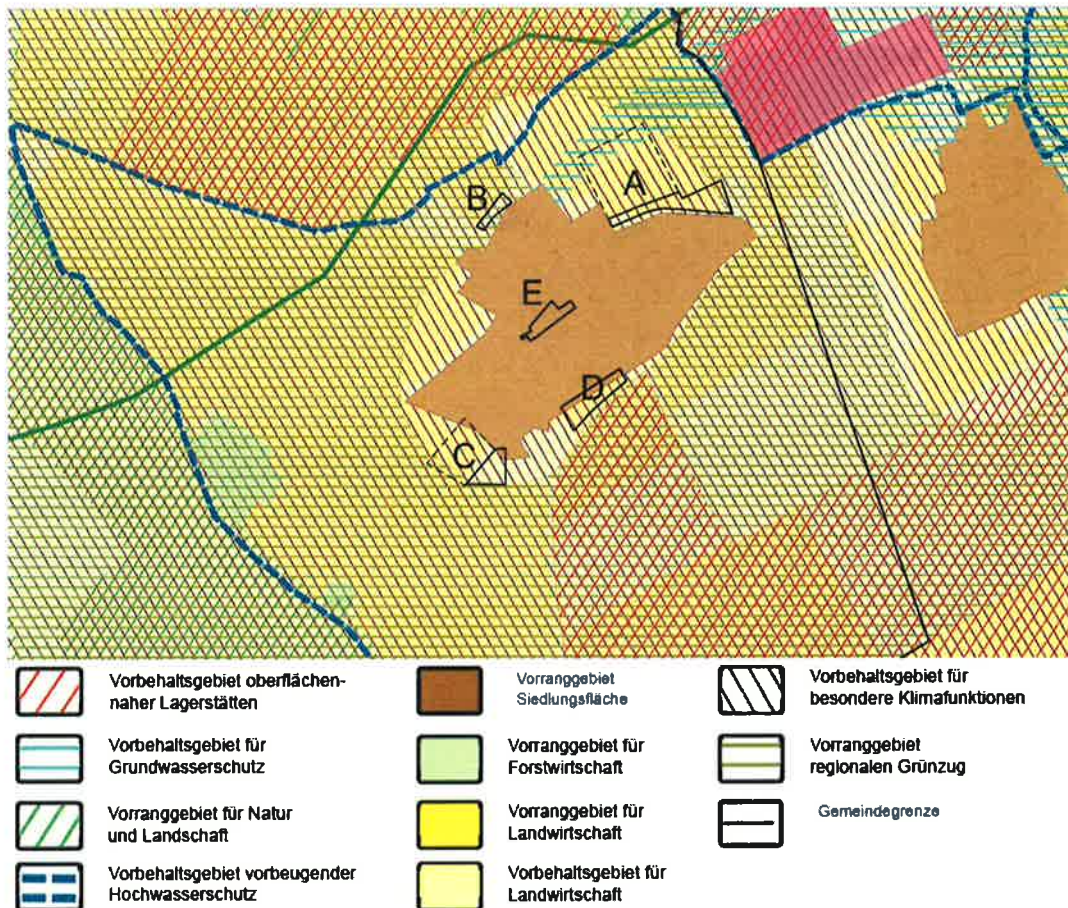 A
B
E
D
C
Vorbehaltsgebiet oberflächen-
naher Lagerstätten
Vorbehaltsgebiet für
Grundwasserschutz
Vorranggebiet für Natur
und Landschaft
Vorbehaltsgebiet vorbeugender
Hochwasserschutz
Vorranggebiet
Siedlungsfläche
Vorranggebiet für
Forstwirtschaft
Vorranggebiet für
Landwirtschaft
Vorbehaltsgebiet für
Landwirtschaft
Vorbehaltsgebiet für
besondere Klimafunktionen
Vorranggebiet
regionalen Grünzug
Gemeindegrenze